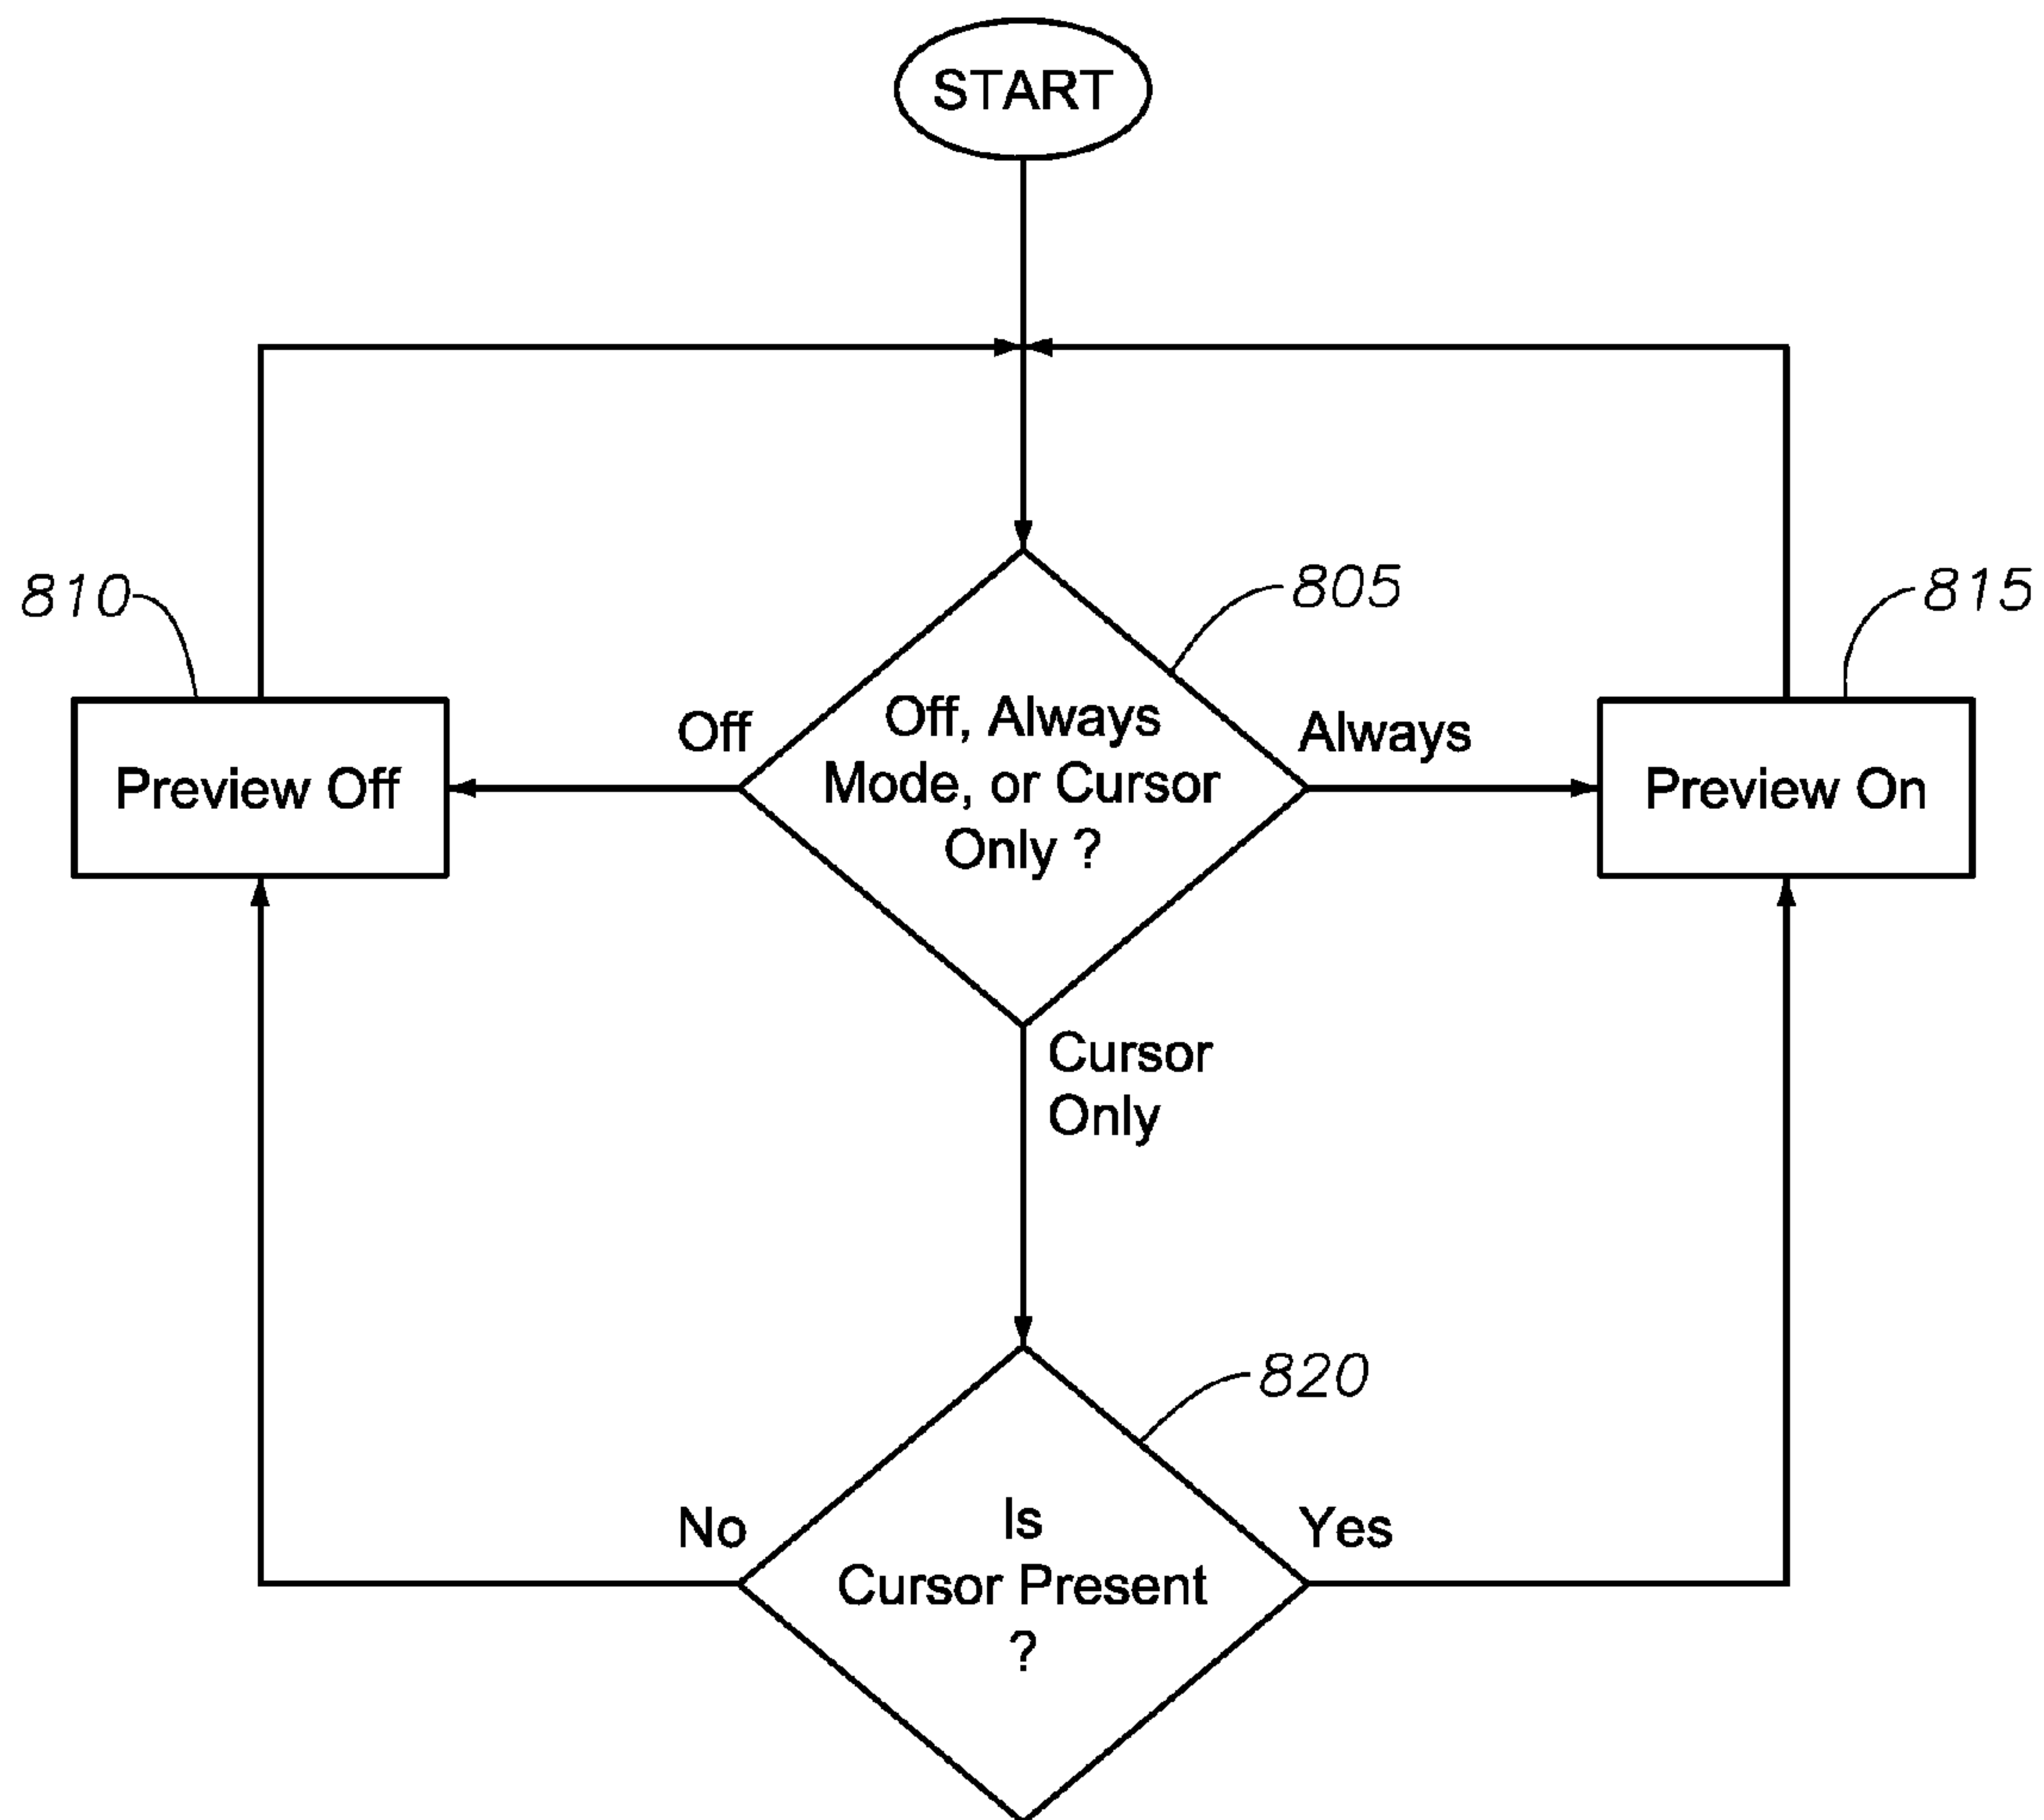 START
810
805
815
Off
Off, Always
Mode, or Cursor
Only ?
Always
Preview Off
Preview On
Cursor
Only
820
No
Is
Cursor Present
?
Yes